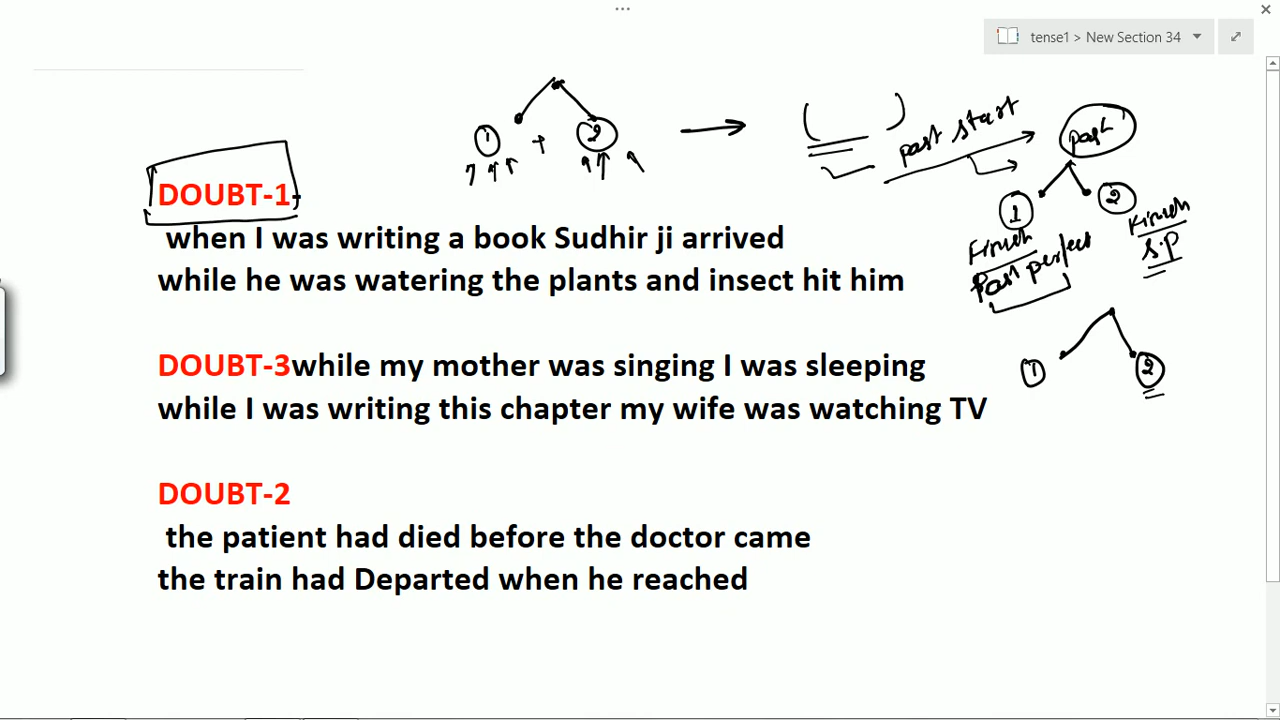 ...
tense1 > New Section 34
1 + 2
past start
past
1 2
Finish
Past perfect
Finish
S.P
DOUBT-1
when I was writing a book Sudhir ji arrived
while he was watering the plants and insect hit him
DOUBT-3while my mother was singing I was sleeping
1 2
while I was writing this chapter my wife was watching TV
DOUBT-2
the patient had died before the doctor came
the train had Departed when he reached